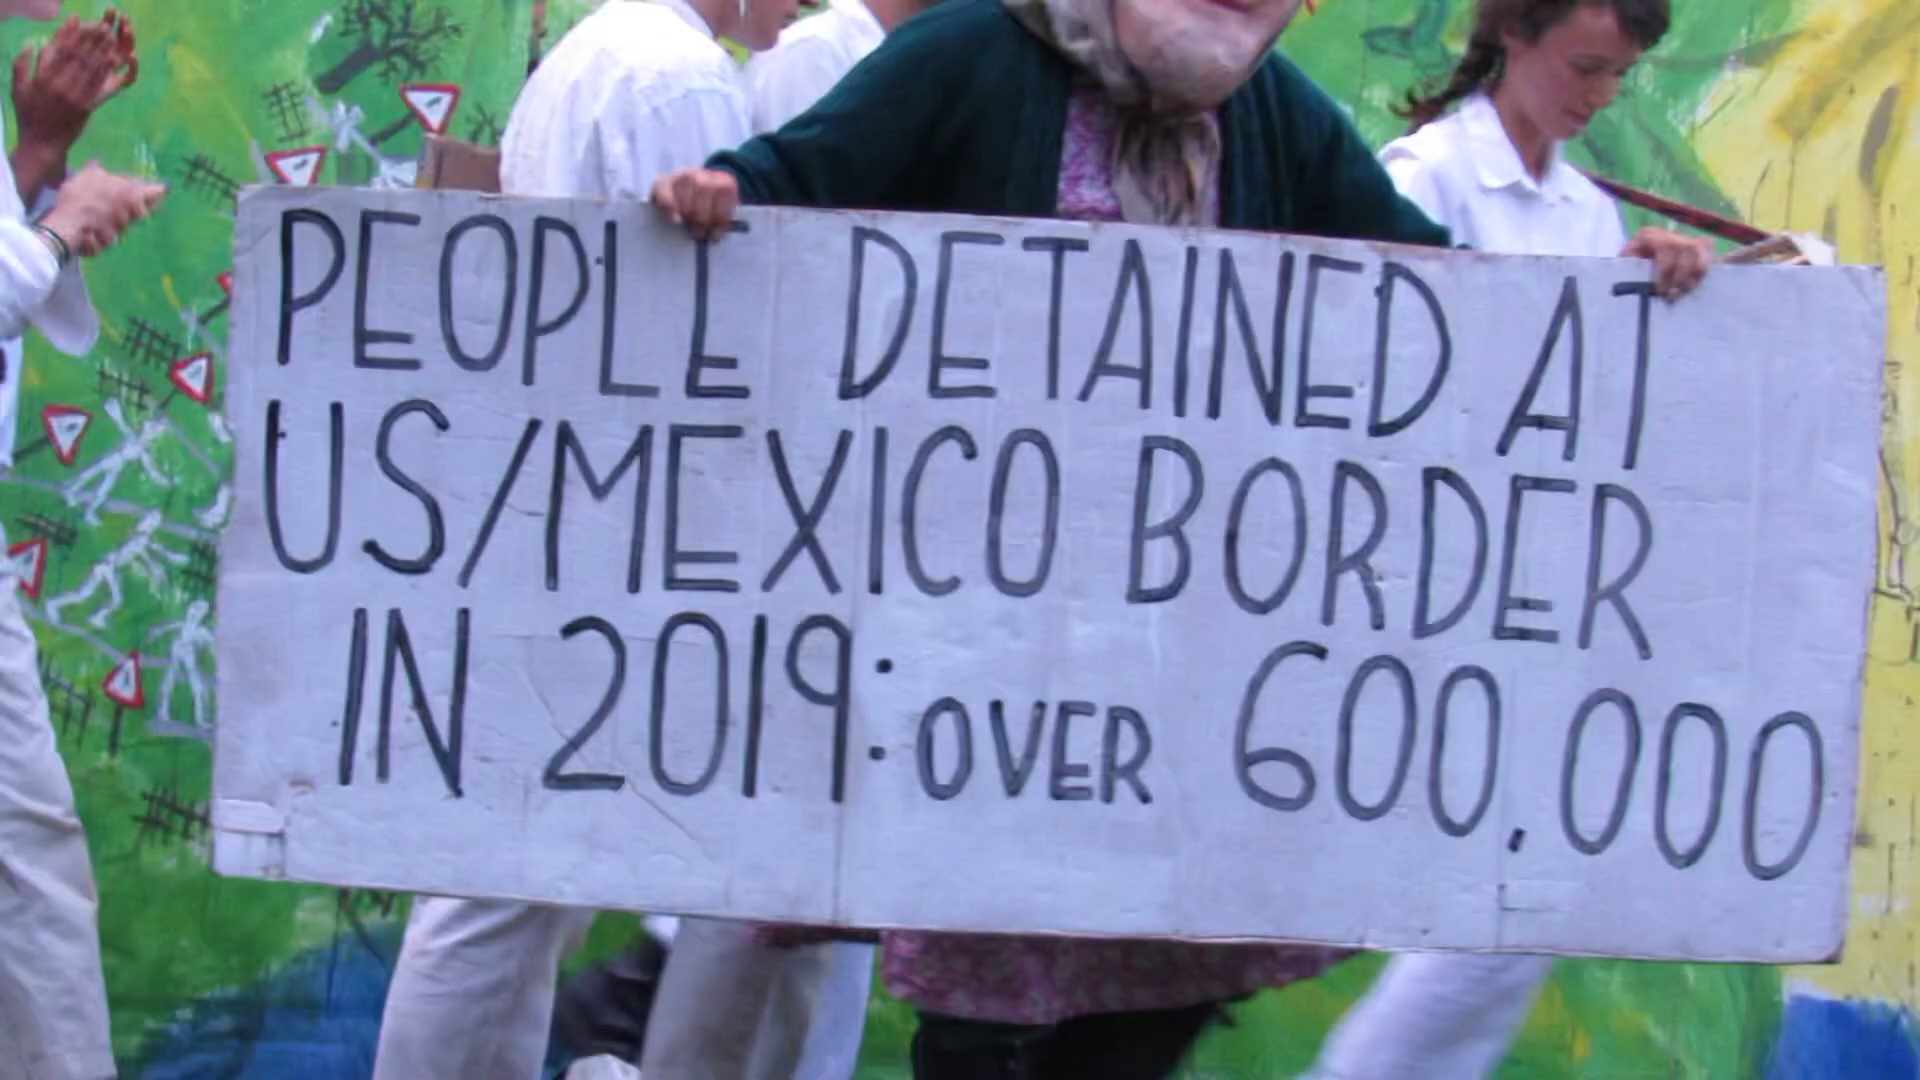 PEOPLE DETAINED AT
US/MEXICO BORDER
IN 2019: OVER 600,000